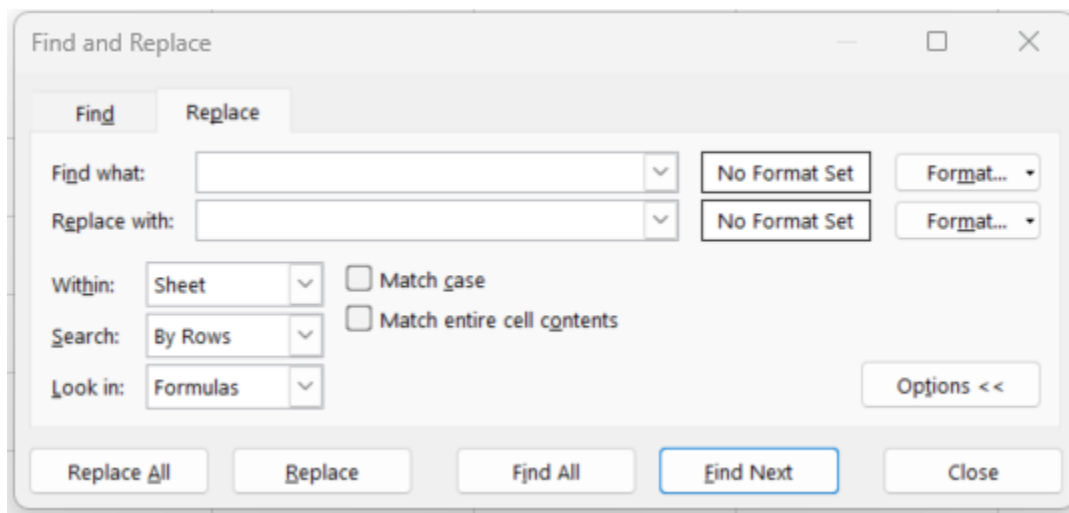 Find and Replace
Find Replace
Find what: No Format Set Format...
Replace with: No Format Set Format...
Within: Sheet Match case
Match entire cell contents
Search: By Rows
Look in: Formulas
Options <<
Replace All Replace Find All Find Next Close